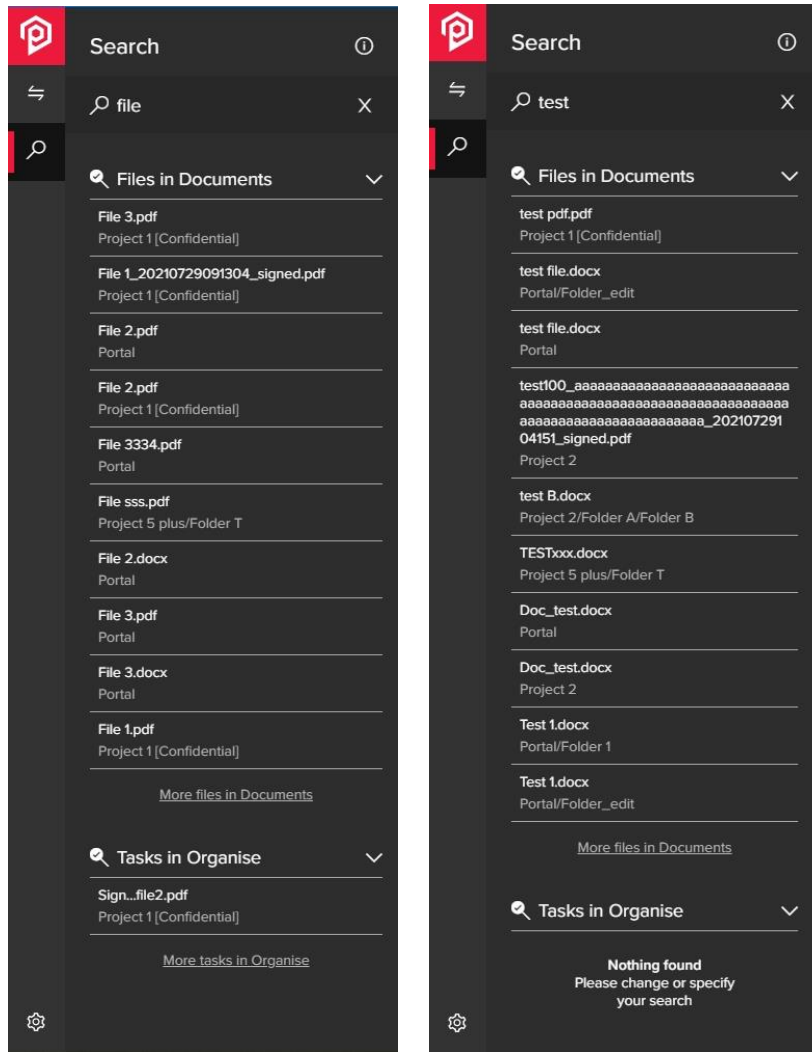 Search
file
X
Files in Documents
File 3.pdf
Project 1 [Confidential]
File 1_20210729091304_signed.pdf
Project 1 [Confidential]
File 2.pdf
Portal
File 2.pdf
Project 1 [Confidential]
File 3334.pdf
Portal
File sss.pdf
Project 5 plus/Folder T
File 2.docx
Portal
File 3.pdf
Portal
File 3.docx
Portal
File 1.pdf
Project 1 [Confidential]
More files in Documents
Tasks in Organise
Sign...file2.pdf
Project 1 [Confidential]
More tasks in Organise
Search
test
X
Files in Documents
test pdf.pdf
Project 1 [Confidential]
test file.docx
Portal/Folder_edit
test file.docx
Portal
test100_aaaaaaaaaaaaaaaaaaaaaaaaaaaa
aaaaaaaaaaaaaaaaaaaaaaaaaaaaaaaaaaa
aaaaaaaaaaaaaaaaaaaaaaaa_202107291
04151_signed.pdf
Project 2
test B.docx
Project 2/Folder A/Folder B
TESTxxx.docx
Project 5 plus/Folder T
Doc_test.docx
Portal
Doc_test.docx
Project 2
Test 1.docx
Portal/Folder 1
Test 1.docx
Portal/Folder_edit
More files in Documents
Tasks in Organise
Nothing found
Please change or specify
your search